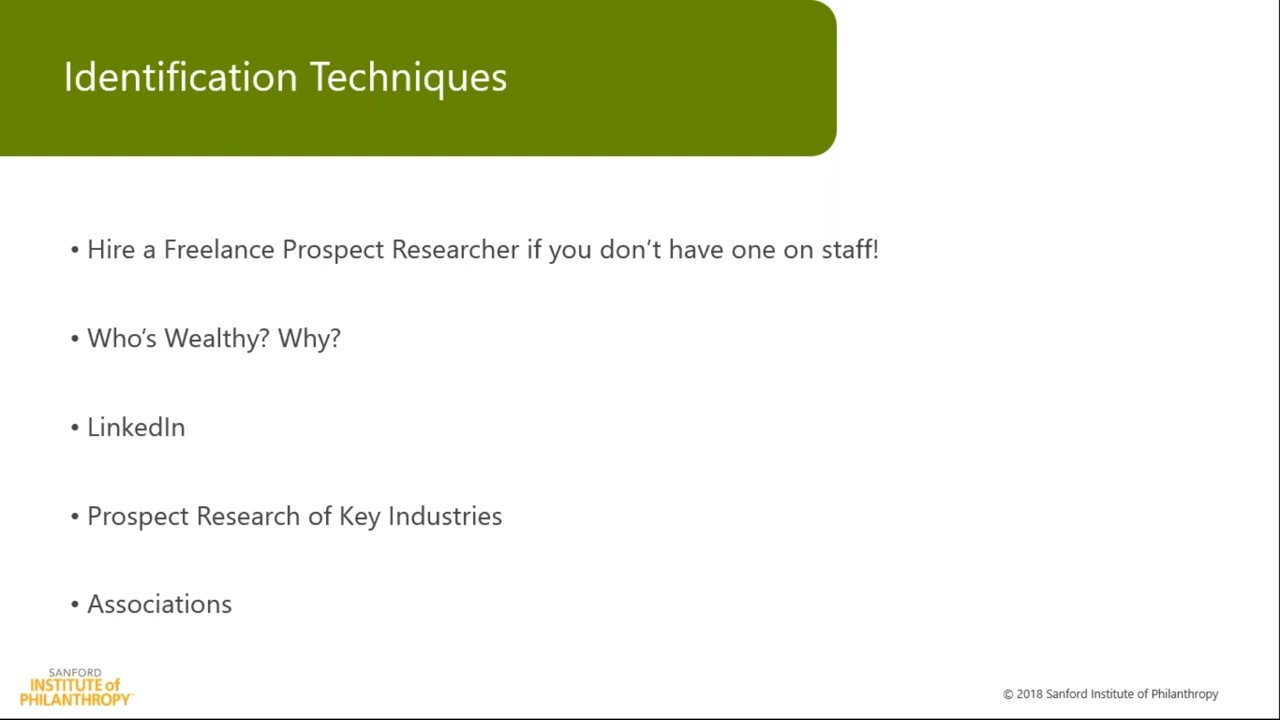 Identification Techniques
• Hire a Freelance Prospect Researcher if you don’t have one on staff!
• Who’s Wealthy? Why?
• LinkedIn
• Prospect Research of Key Industries
• Associations
SANFORD
INSTITUTE of
PHILANTHROPY™
© 2018 Sanford Institute of Philanthropy